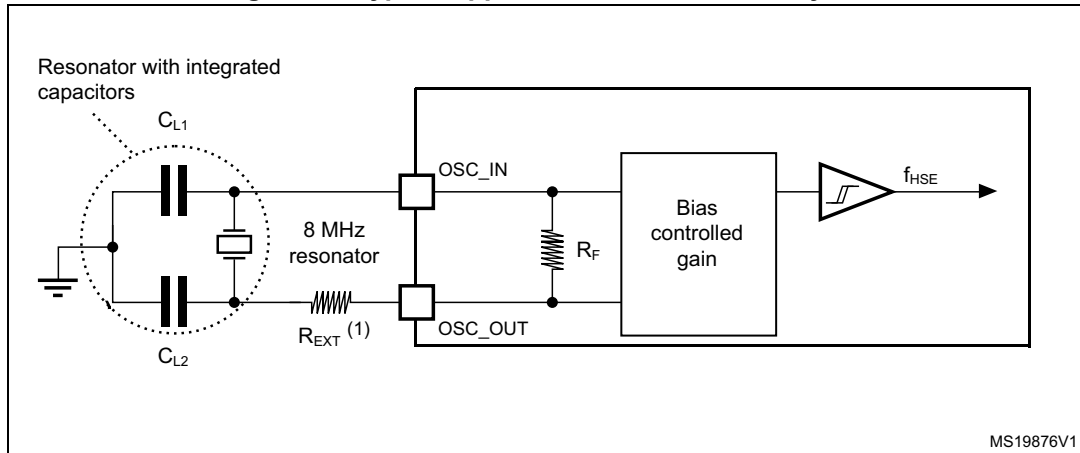 Resonator with integrated
capacitors
CL1
OSC_IN
fHSE
8 MHz
resonator
RF
Bias
controlled
gain
REXT (1)
OSC_OUT
CL2
MS19876V1